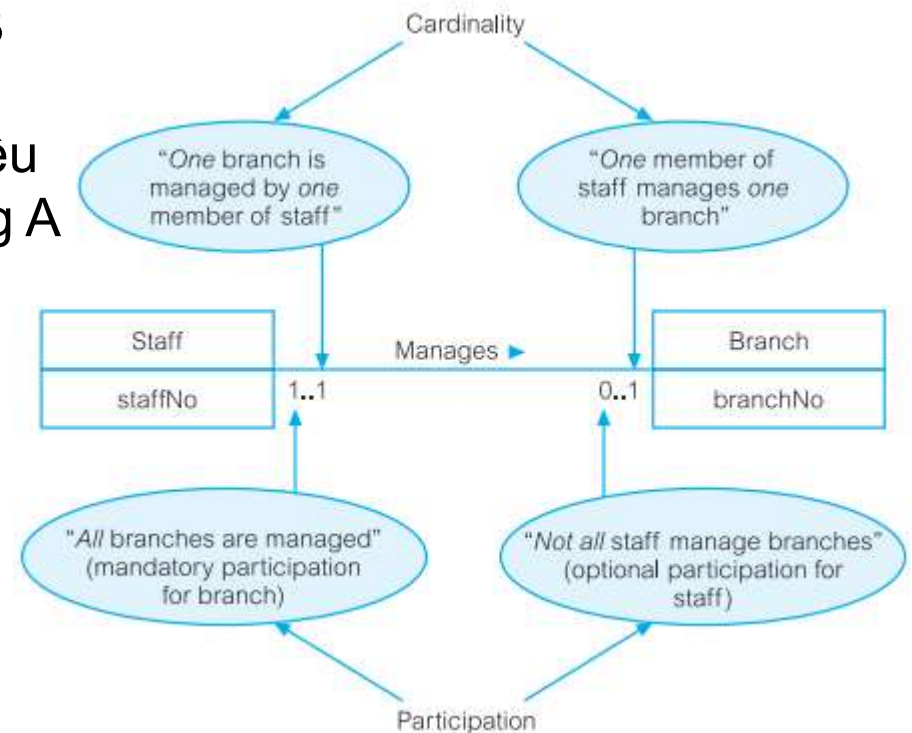 Cardinality
"One branch is
managed by one
member of staff"
"One member of
staff manages one
branch"
g A
Staff
Manages ►
Branch
staffNo
1..1
0..1
branchNo
"All branches are managed"
(mandatory participation
for branch)
"Not all staff manage branches"
(optional participation for
staff)
Participation